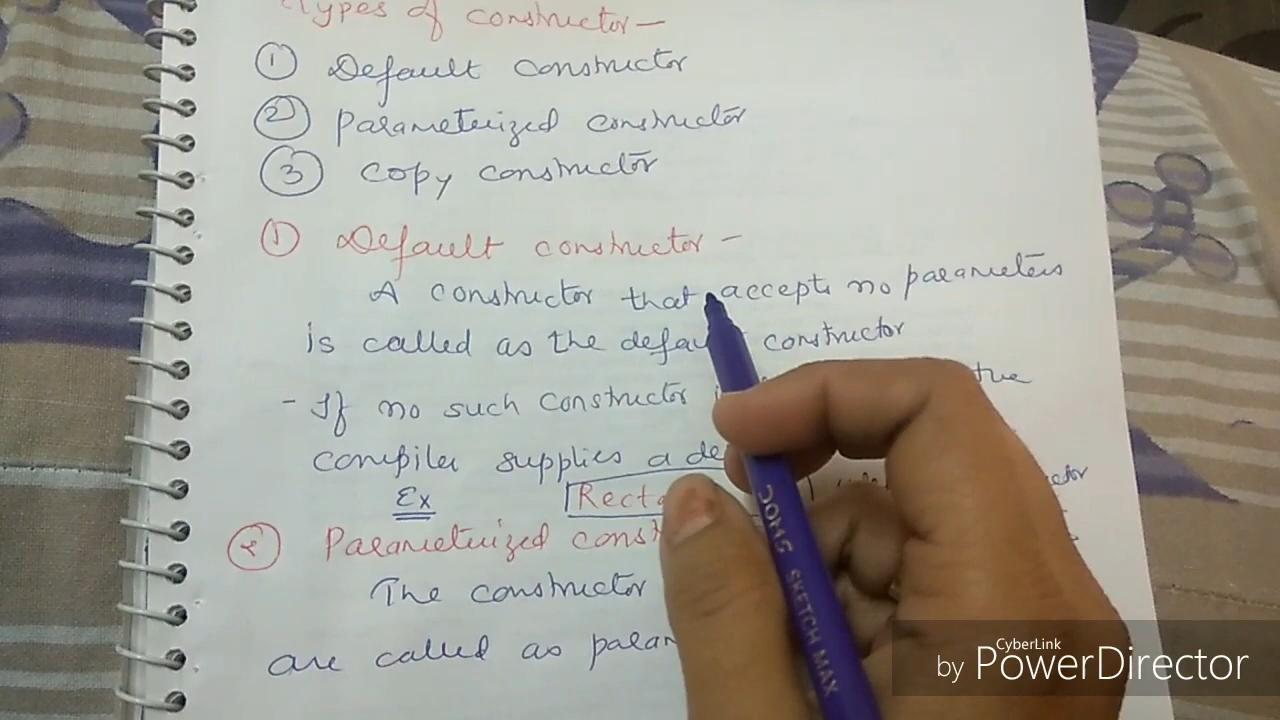 Types of constructor –
① Default constructor
② Parameterized constructor
③ Copy constructor
① Default constructor –
A constructor that accepts no parameters
is called as the default constructor
- If no such constructor the
compiler supplies a
Ex
② Parameterized
The constructor
are called as
DOMS SKETCH MAX
CyberLink
by PowerDirector